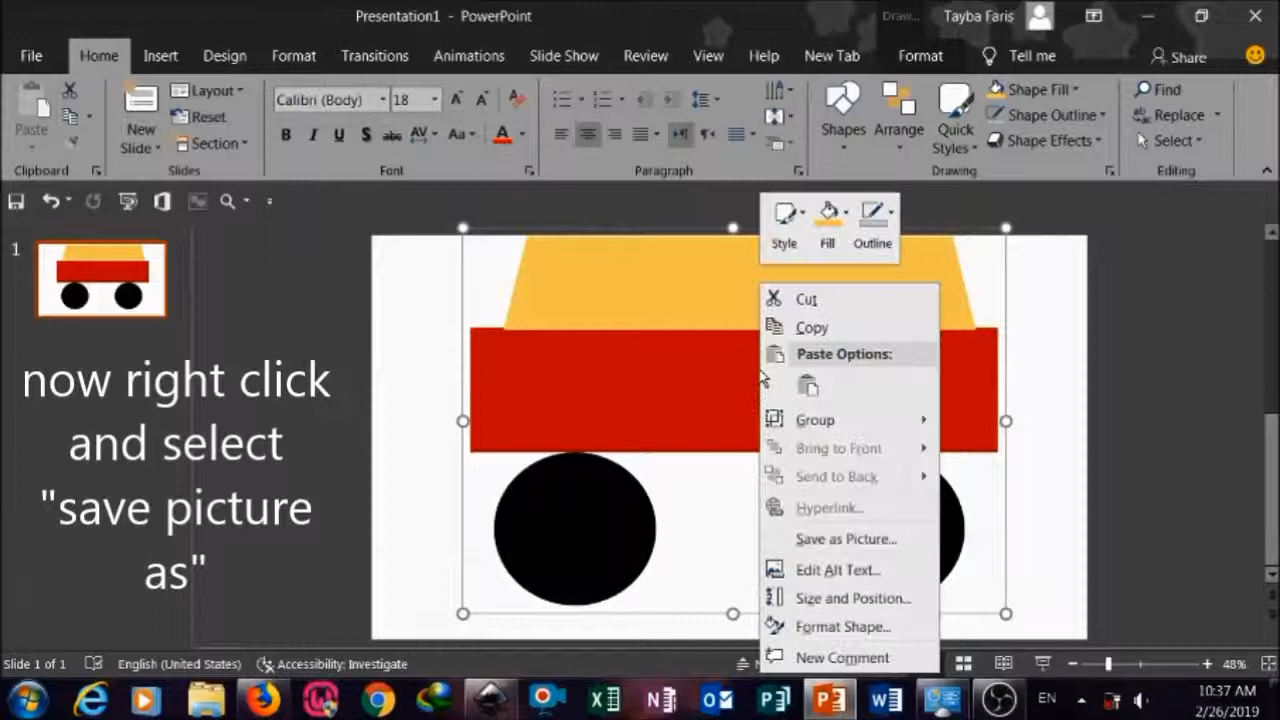 Presentation1 - PowerPoint
Draw...
Tayba Faris
File Home Insert Design Format Transitions Animations Slide Show Review View Help New Tab Format Tell me Share
Paste
Clipboard
New
Slide
Layout
Reset
Section
Slides
Calibri (Body) 18
B I U S abc AV Aa A
Font
Paragraph
Shapes
Arrange
Quick
Styles
Shape Fill
Shape Outline
Shape Effects
Drawing
Find
Replace
Select
Editing
1
now right click
and select
"save picture
as"
Style Fill Outline
Cut
Copy
Paste Options:
Group
Bring to Front
Send to Back
Hyperlink...
Save as Picture...
Edit Alt Text...
Size and Position...
Format Shape...
New Comment
Slide 1 of 1 English (United States) Accessibility: Investigate 48%
EN
10:37 AM
2/26/2019